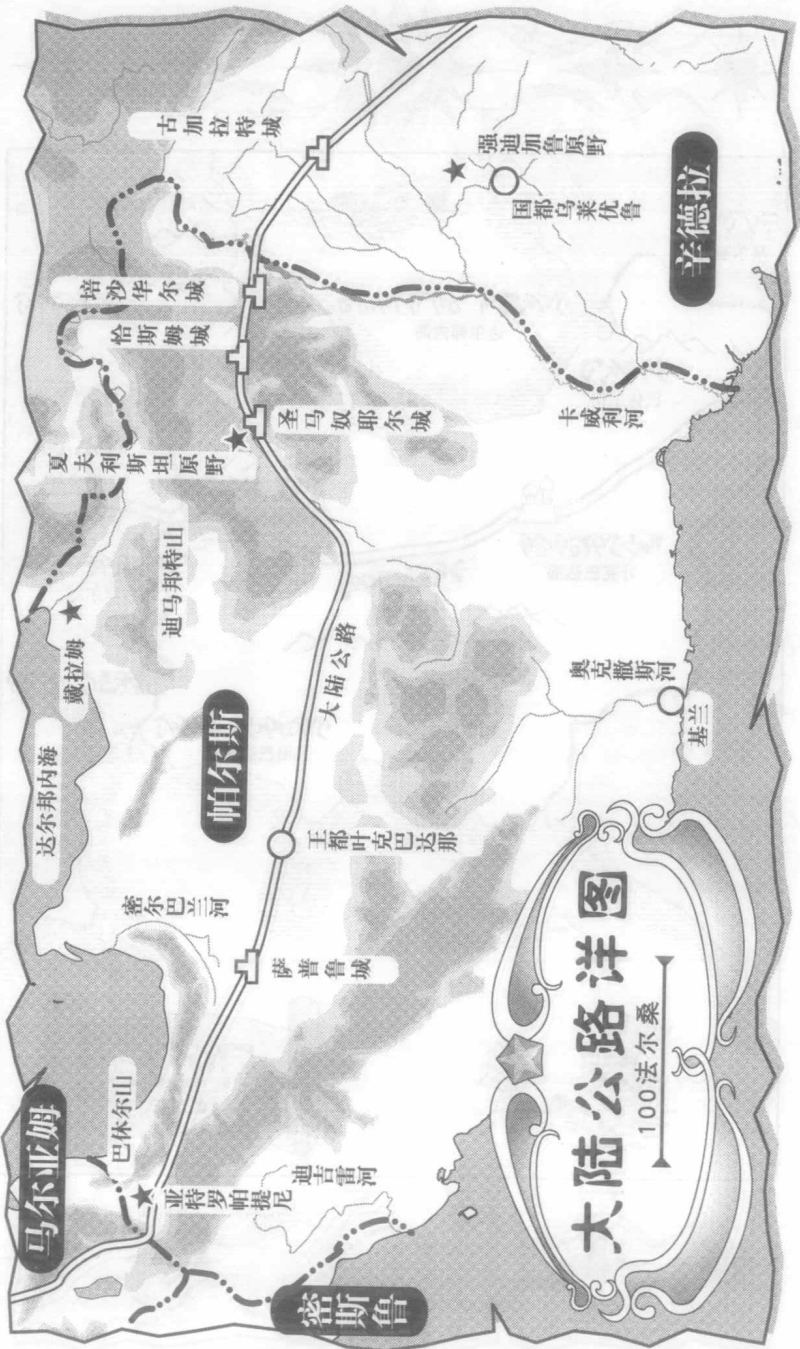 大陆公路详图
100法尔桑
马尔亚姆
巴休尔山
亚特罗帕提尼
迪吉雷河
密斯鲁
达尔邦内海
密尔巴兰河
萨普鲁城
帕尔斯
王都叶克巴达那
大陆公路
戴拉姆
迪马邦特山
夏夫利斯坦原野
圣马奴耶尔城
恰斯姆城
培沙华尔城
古加拉特城
奥克撒斯河
基兰
卡威利河
强迪加鲁原野
国都乌莱优鲁
辛德拉